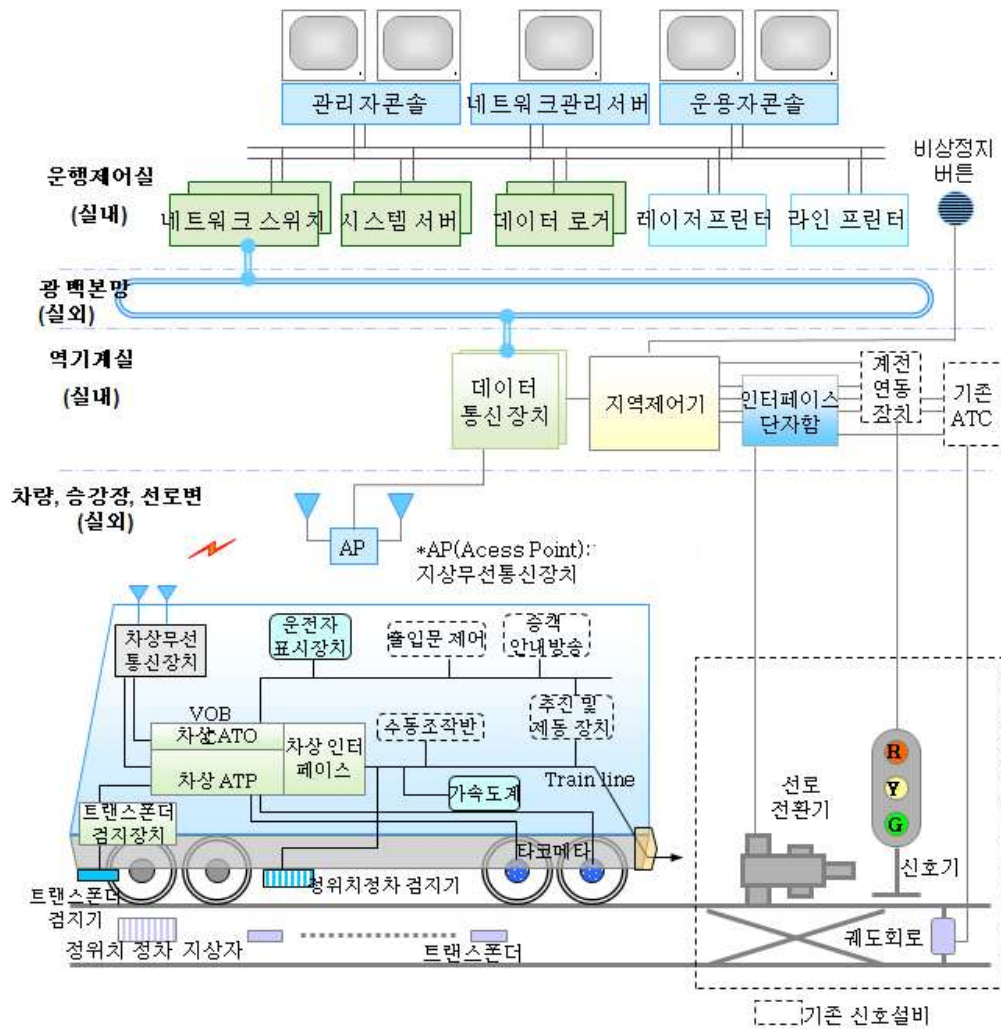 관리자콘솔
네트워크관리서버
운용자콘솔
비상정지
버튼
운행제어실
(실내)
네트워크 스위치
시스템 서버
데이터 로거
레이저프린터
라인 프린터
광 백본망
(실외)
역기계실
(실내)
데이터
통신장치
지역제어기
인터페이스
단자함
계전
연동
장치
기존
ATC
차량, 승강장, 선로변
(실외)
AP
*AP(Acess Point):
지상무선통신장치
차상무선
통신장치
운전자
표시장치
출입문 제어
승객
안내방송
VOB
차상 ATO
차상 ATP
차상 인터
페이스
수동조작반
추진 및
제동 장치
Train line
가속도계
트랜스폰더
검지장치
타코메타
정위치정차 검지기
트랜스폰더
검지기
정위치 정차 지상자
트랜스폰더
선로
전환기
R
Y
G
신호기
궤도회로
기존 신호설비